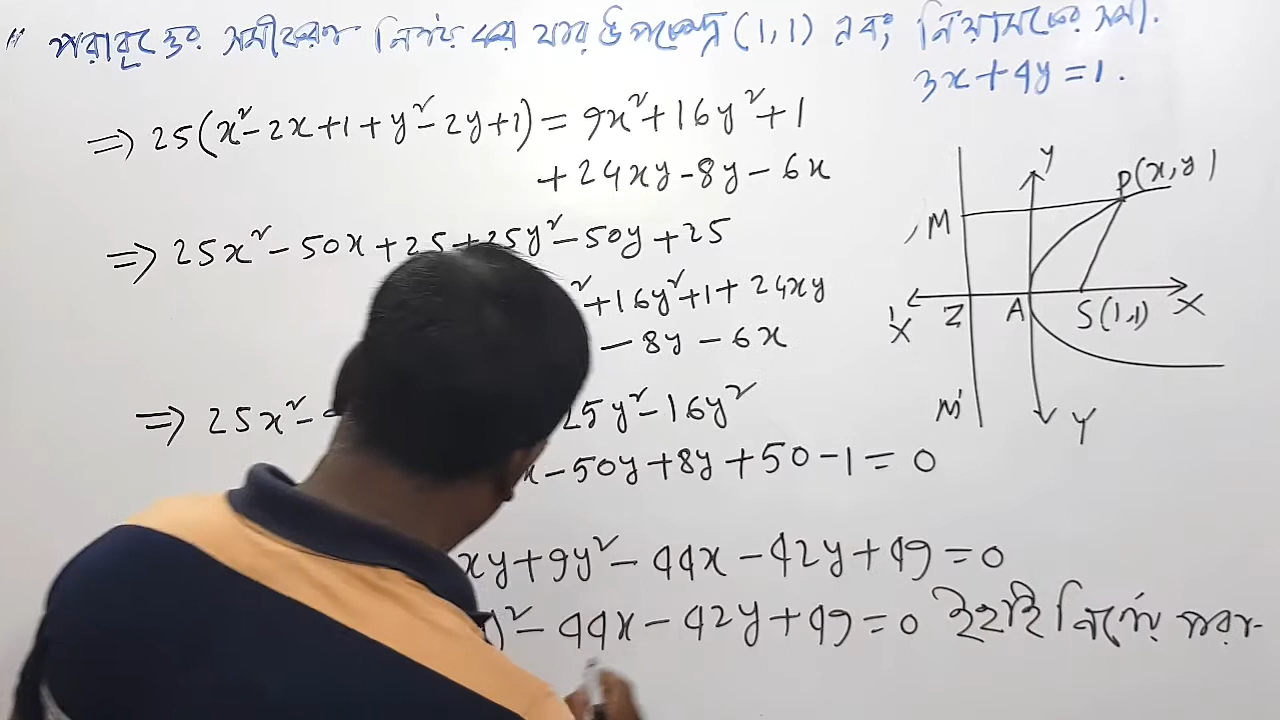 " পরাবৃত্তের সমীকরণ নির্ণয় কর যার উপকেন্দ্র (1,1) এবং নিয়ামকের সমী.
3x+4y=1.
=> 25(x²-2x+1+y²-2y+1) = 9x²+16y²+1
+24xy-8y-6x
=> 25x²-50x+25+25y²-50y+25
²+16y²+1+24xy
-8y-6x
=> 25x²- 25y²-16y²
-50y+8y+50-1=0
xy+9y²-44x-42y+49=0
)²-44x-42y+49=0 ইহাই নির্ণেয় পরা-
Y
P(x,y)
M
X' Z A S(1,1) X
M'
Y